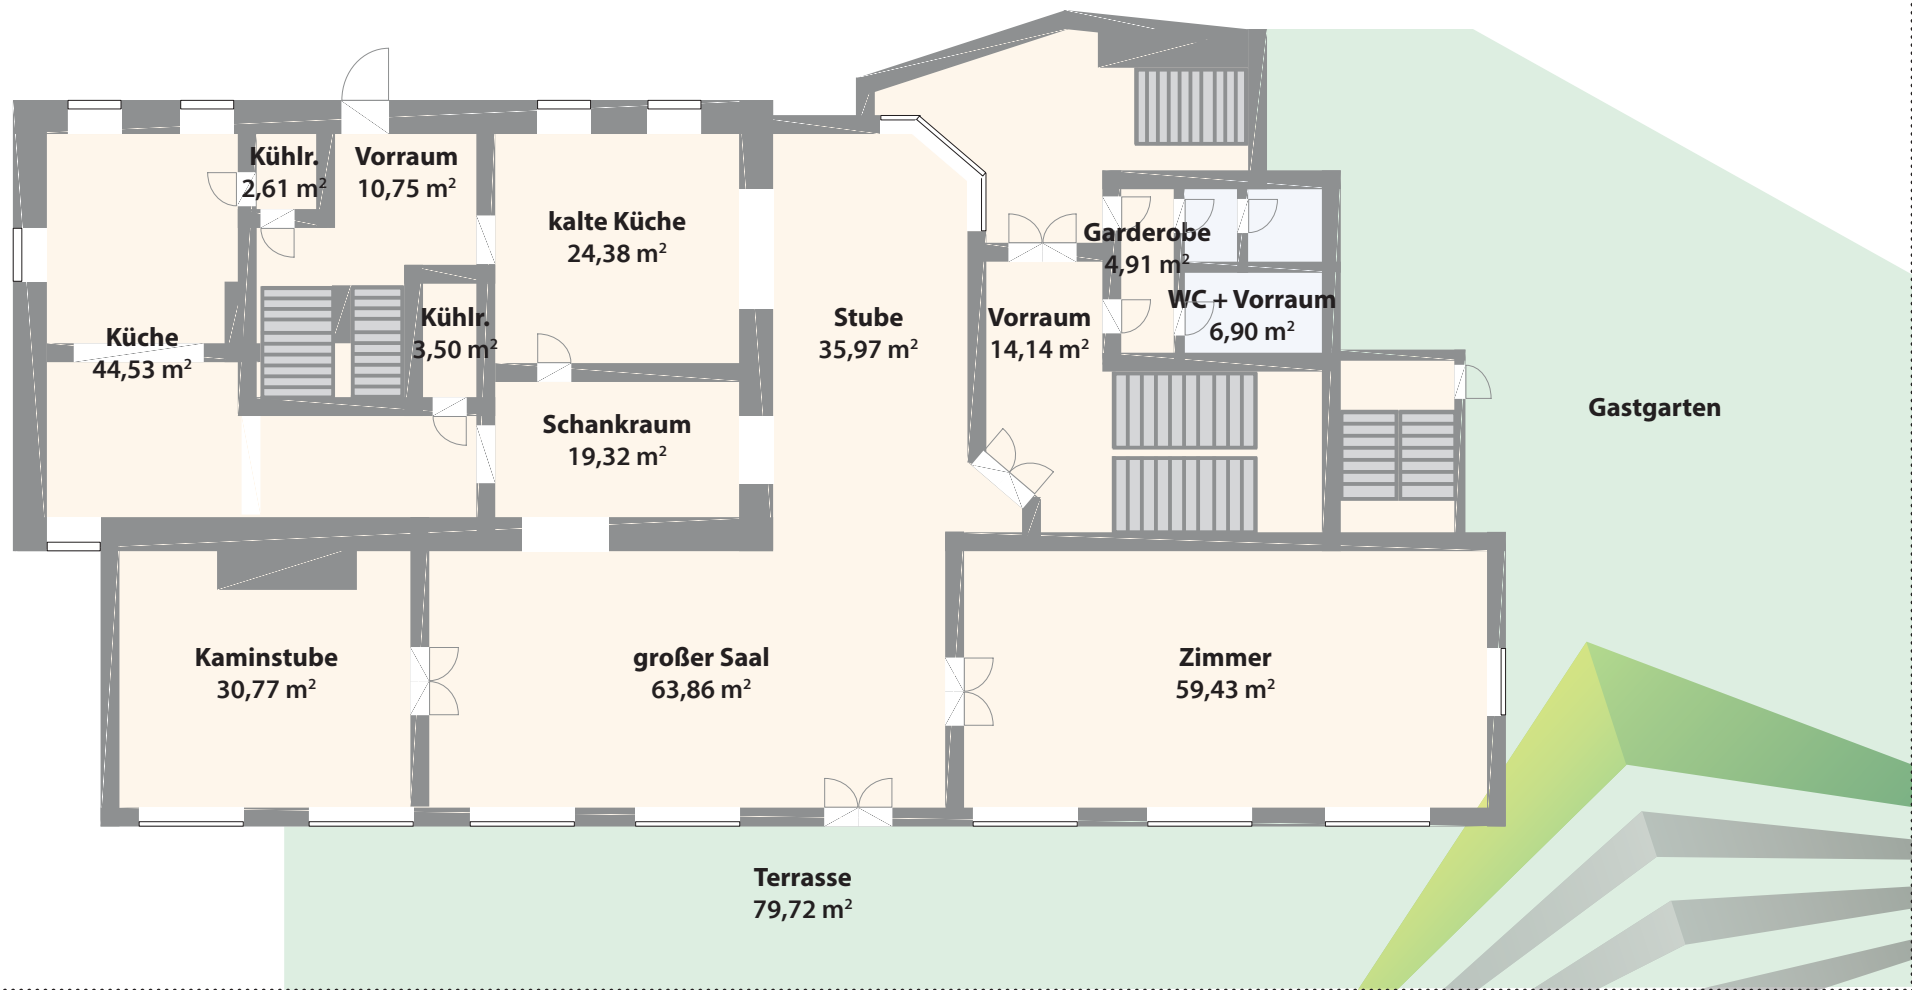 Kühlr.
2,61 m²
Vorraum
10,75 m²
kalte Küche
24,38 m²
Garderobe
4,91 m²
WC + Vorraum
6,90 m²
Küche
44,53 m²
Kühlr.
3,50 m²
Stube
35,97 m²
Vorraum
14,14 m²
Schankraum
19,32 m²
Gastgarten
Kaminstube
30,77 m²
großer Saal
63,86 m²
Zimmer
59,43 m²
Terrasse
79,72 m²